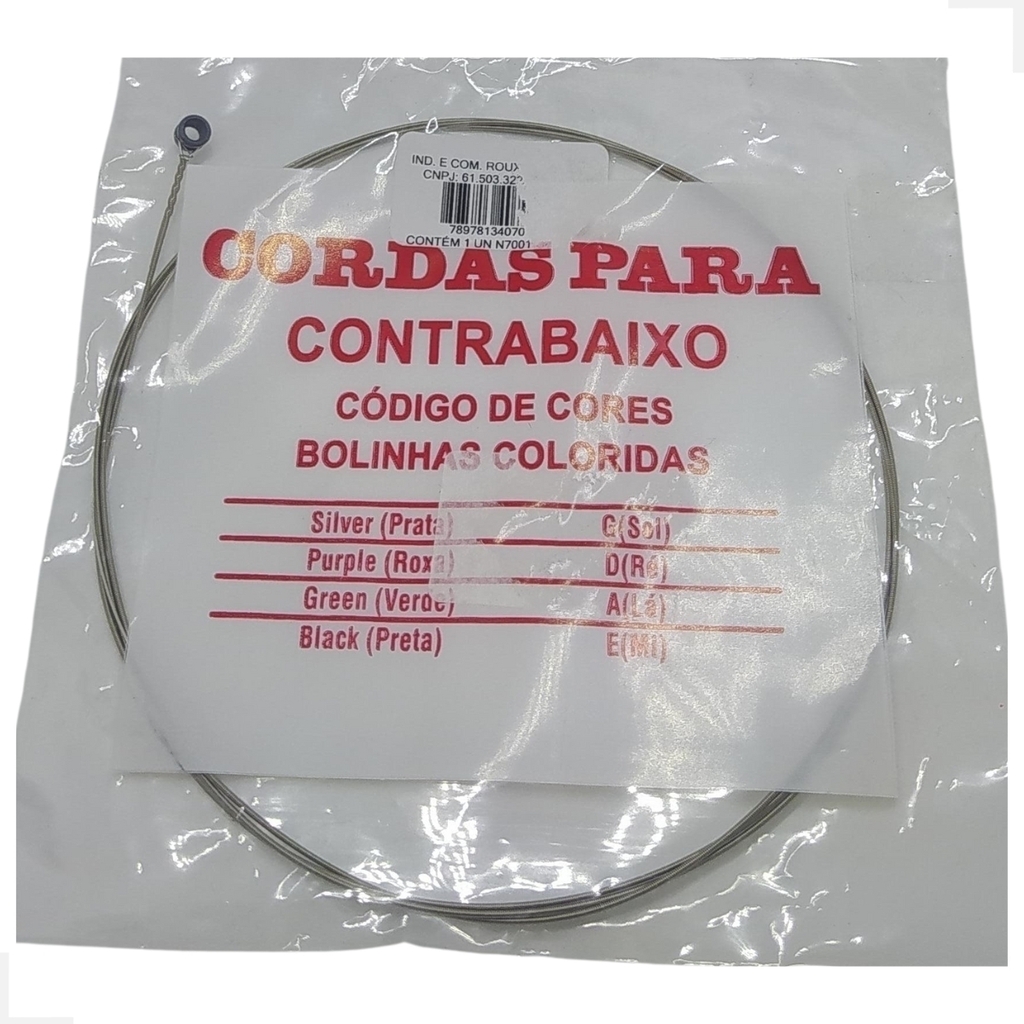 IND. E COM. ROUX
CNPJ: 61.503.322
78978134070
CONTÉM 1 UN N7001
CORDAS PARA
CONTRABAIXO
CÓDIGO DE CORES
BOLINHAS COLORIDAS
Silver (Prata) G(Sol)
Purple (Roxa) D(Ré)
Green (Verde) A(Lá)
Black (Preta) E(Mi)